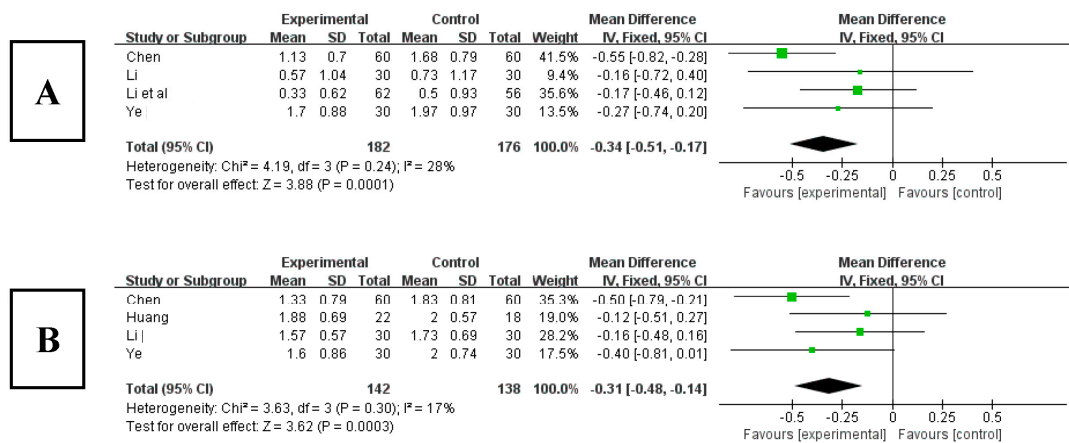 A
Experimental Control Mean Difference Mean Difference
Study or Subgroup Mean SD Total Mean SD Total Weight IV, Fixed, 95% CI IV, Fixed, 95% CI
Chen 1.13 0.7 60 1.68 0.79 60 41.5% -0.55 [-0.82, -0.28]
Li 0.57 1.04 30 0.73 1.17 30 9.4% -0.16 [-0.72, 0.40]
Li et al 0.33 0.62 62 0.5 0.93 56 35.6% -0.17 [-0.46, 0.12]
Ye 1.7 0.88 30 1.97 0.97 30 13.5% -0.27 [-0.74, 0.20]
Total (95% CI) 182 176 100.0% -0.34 [-0.51, -0.17]
Heterogeneity: Chi² = 4.19, df = 3 (P = 0.24); I² = 28%
Test for overall effect: Z = 3.88 (P = 0.0001)
-0.5 -0.25 0 0.25 0.5
Favours [experimental] Favours [control]
B
Experimental Control Mean Difference Mean Difference
Study or Subgroup Mean SD Total Mean SD Total Weight IV, Fixed, 95% CI IV, Fixed, 95% CI
Chen 1.33 0.79 60 1.83 0.81 60 35.3% -0.50 [-0.79, -0.21]
Huang 1.88 0.69 22 2 0.57 18 19.0% -0.12 [-0.51, 0.27]
Li 1.57 0.57 30 1.73 0.69 30 28.2% -0.16 [-0.48, 0.16]
Ye 1.6 0.86 30 2 0.74 30 17.5% -0.40 [-0.81, 0.01]
Total (95% CI) 142 138 100.0% -0.31 [-0.48, -0.14]
Heterogeneity: Chi² = 3.63, df = 3 (P = 0.30); I² = 17%
Test for overall effect: Z = 3.62 (P = 0.0003)
-0.5 -0.25 0 0.25 0.5
Favours [experimental] Favours [control]